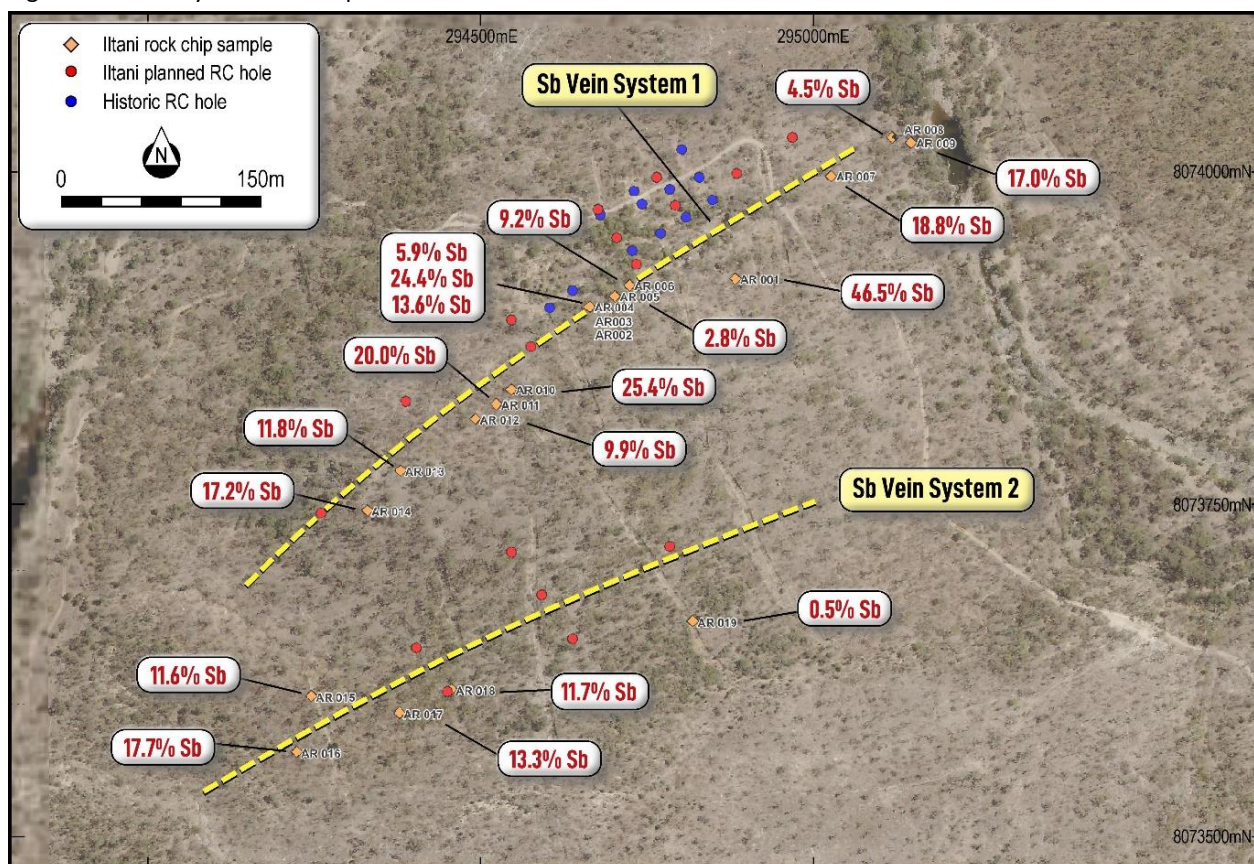 Iltani rock chip sample
Iltani planned RC hole
Historic RC hole
N
0 150m
294500mE
295000mE
8074000mN
8073750mN
8073500mN
Sb Vein System 1
4.5% Sb
AR 008
AR 009
17.0% Sb
AR 007
18.8% Sb
9.2% Sb
5.9% Sb
24.4% Sb
13.6% Sb
AR 001
46.5% Sb
AR 006
AR 005
AR 004
AR003
AR002
2.8% Sb
20.0% Sb
AR 010
25.4% Sb
AR 011
AR 012
9.9% Sb
11.8% Sb
AR 013
17.2% Sb
AR 014
Sb Vein System 2
AR 019
0.5% Sb
11.6% Sb
AR 015
AR 018
11.7% Sb
AR 017
13.3% Sb
17.7% Sb
AR 016